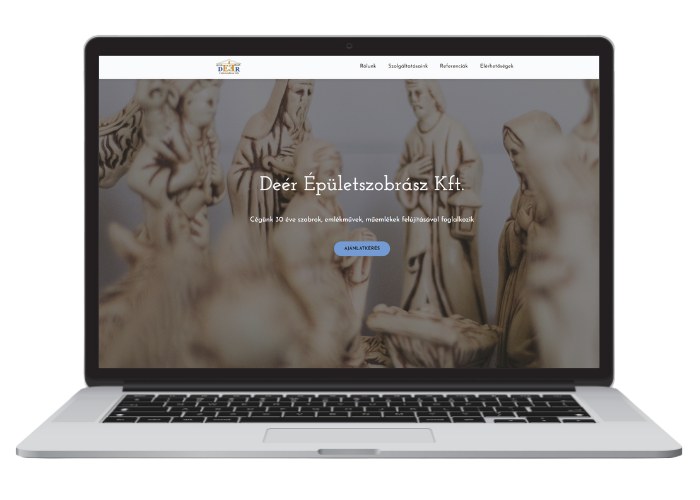 DEÉR
Rólunk Szolgáltatásaink Referenciák Elérhetőségek
Deér Épületszobrász Kft.
Cégünk 30 éve szobrok, emlékművek, műemlékek felújításával foglalkozik
AJÁNLATKÉRÉS